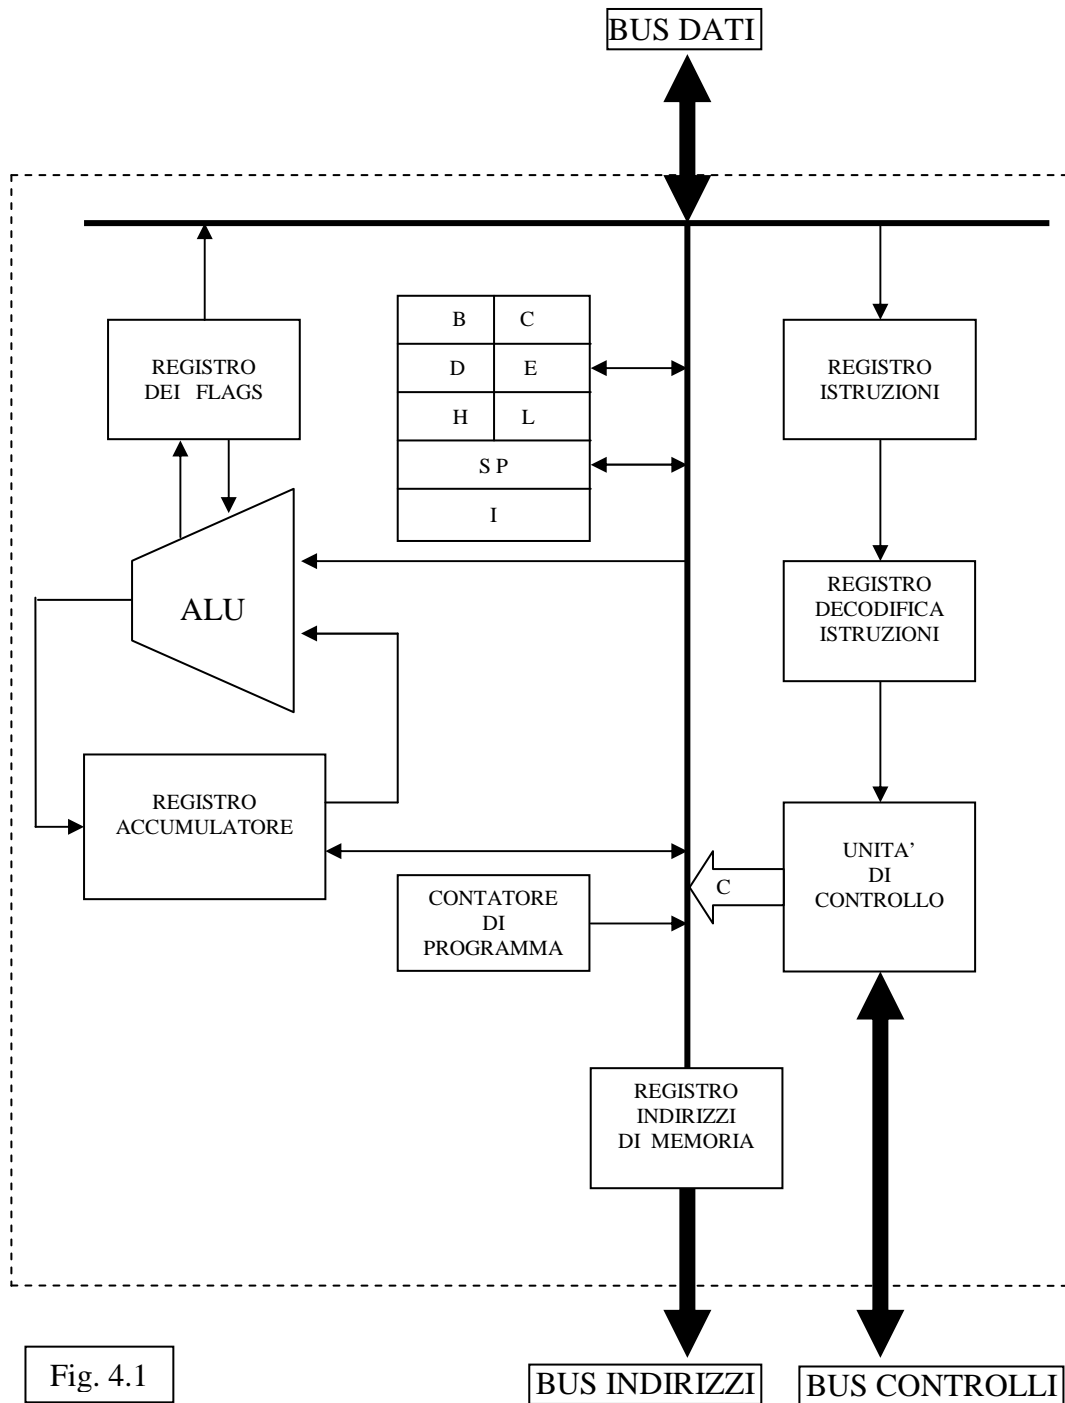 BUS DATI
B C
REGISTRO
DEI FLAGS
D E
REGISTRO
ISTRUZIONI
H L
S P
I
ALU
REGISTRO
DECODIFICA
ISTRUZIONI
REGISTRO
ACCUMULATORE
UNITA’
DI
CONTROLLO
C
CONTATORE
DI
PROGRAMMA
REGISTRO
INDIRIZZI
DI MEMORIA
Fig. 4.1
BUS INDIRIZZI
BUS CONTROLLI